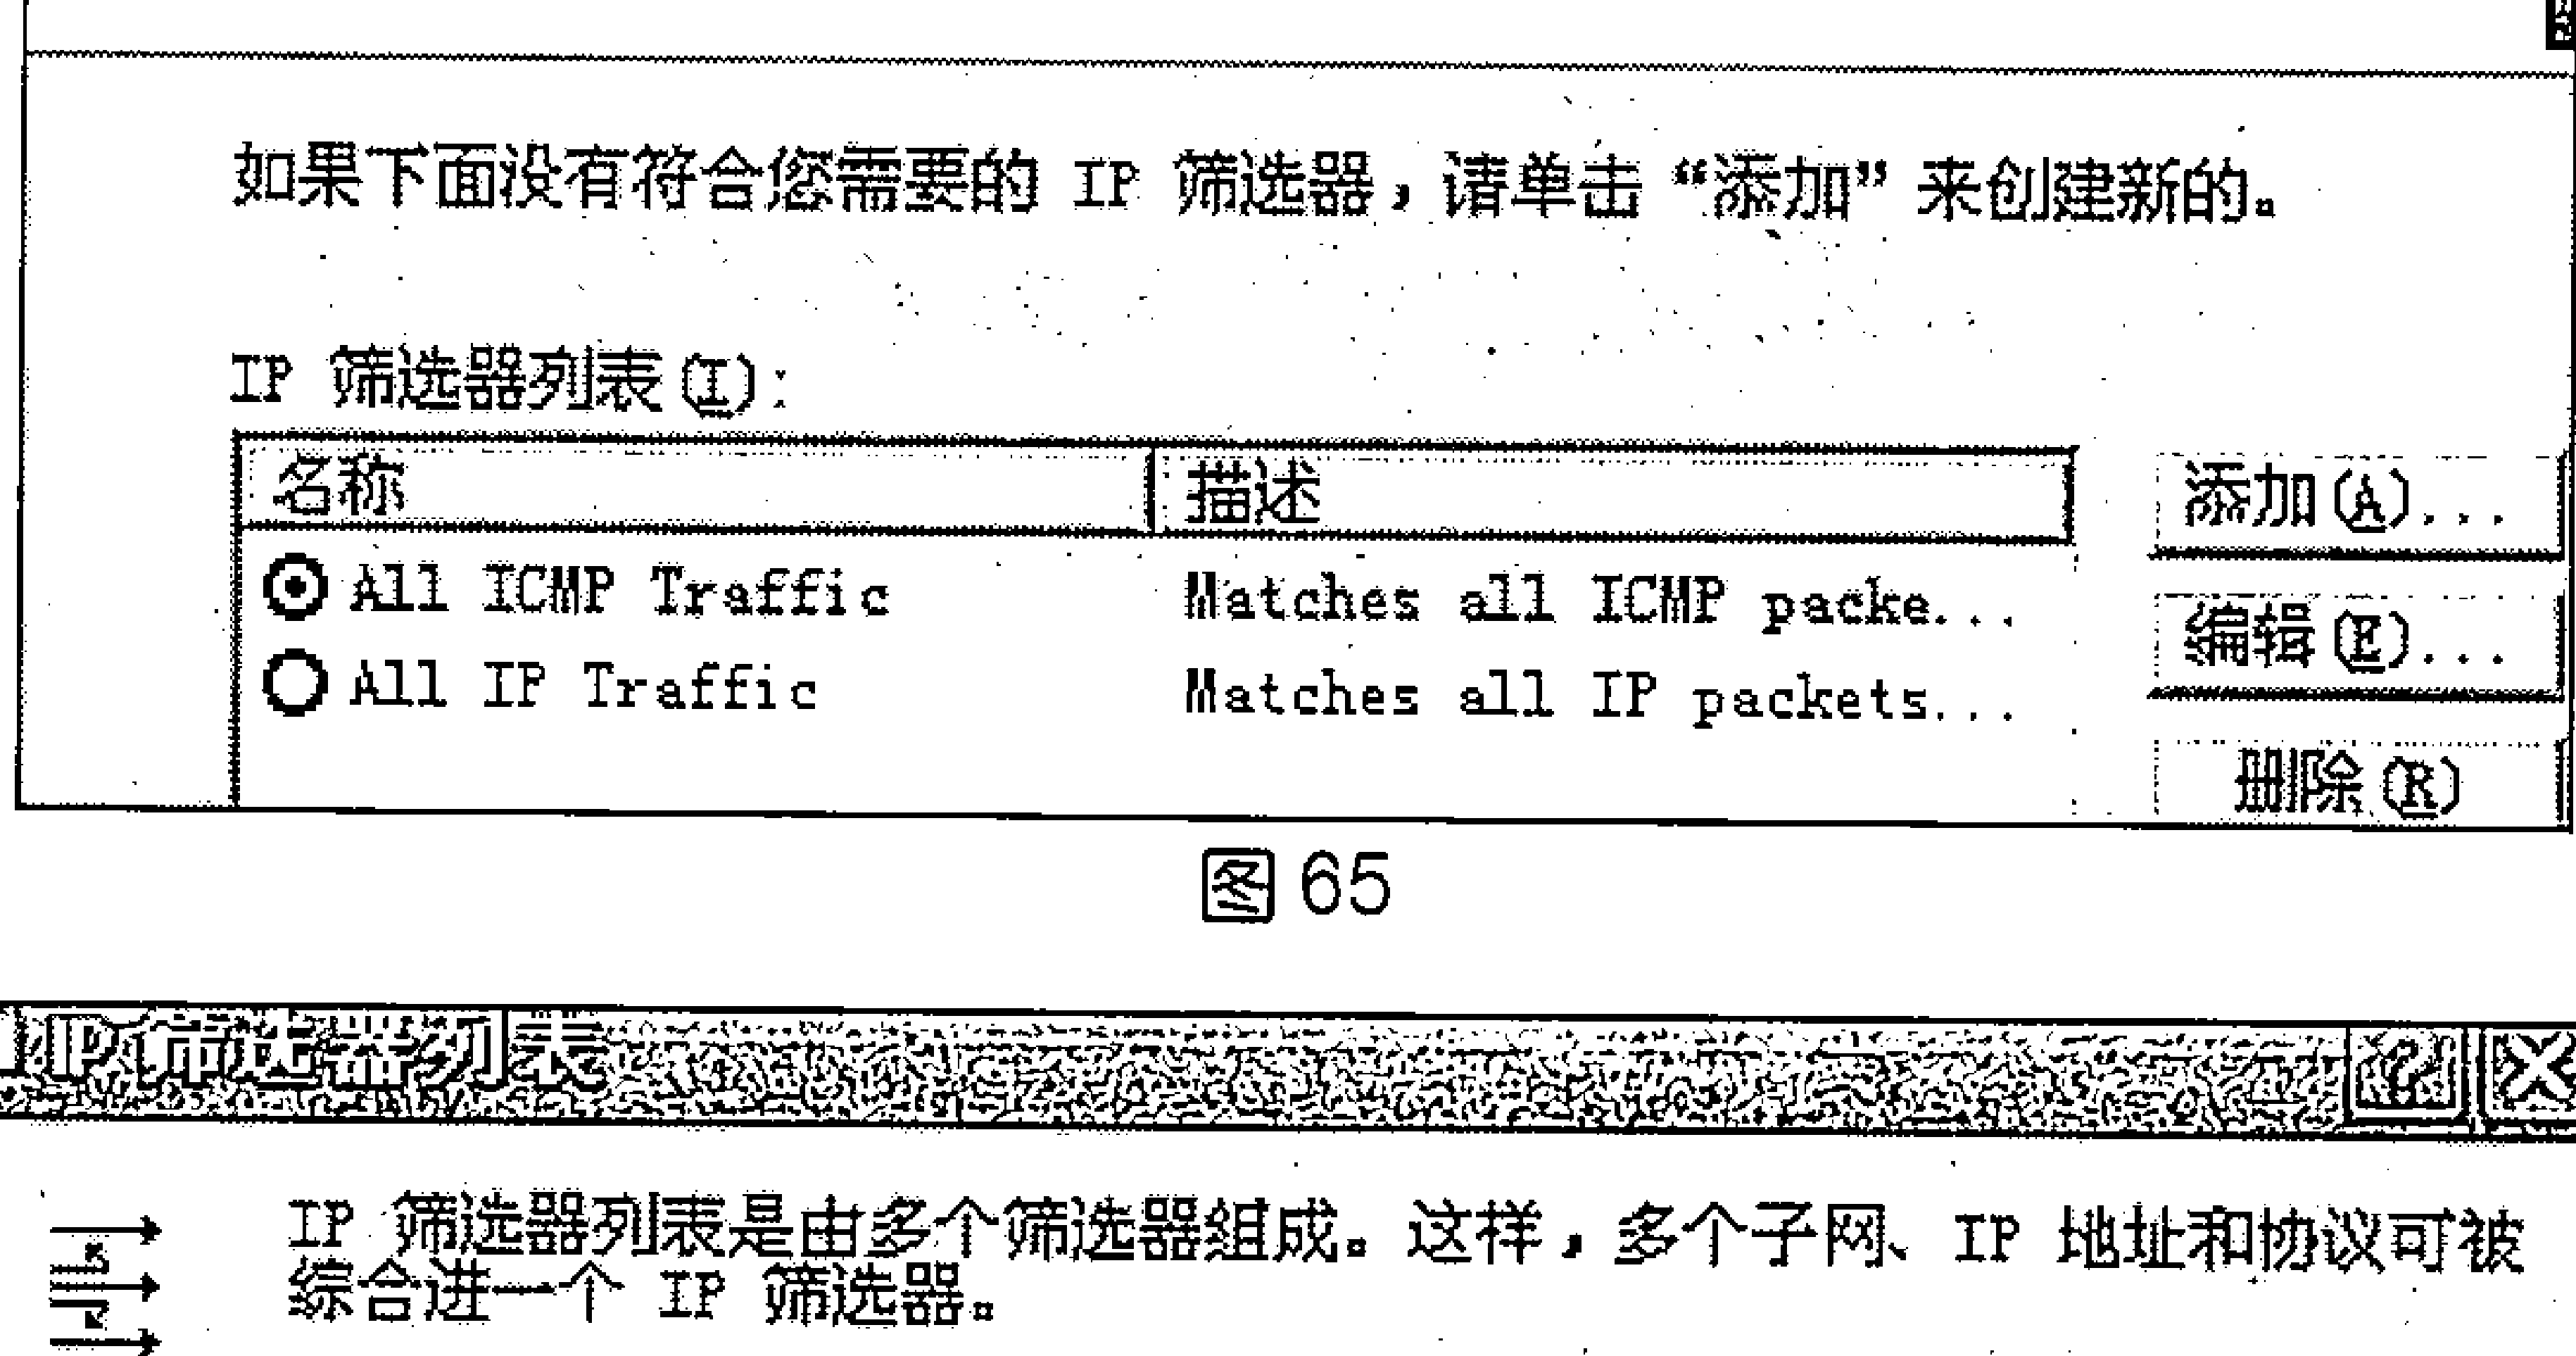 如果下面没有符合您需要的 IP 筛选器，请单击“添加”来创建新的。
IP 筛选器列表(I):
名称 描述 添加(A)...
All ICMP Traffic Matches all ICMP packe... 编辑(E)...
All IP Traffic Matches all IP packets...
删除(R)
图 65
IP 筛选器列表
IP 筛选器列表是由多个筛选器组成。这样，多个子网、IP 地址和协议可被
综合进一个 IP 筛选器。